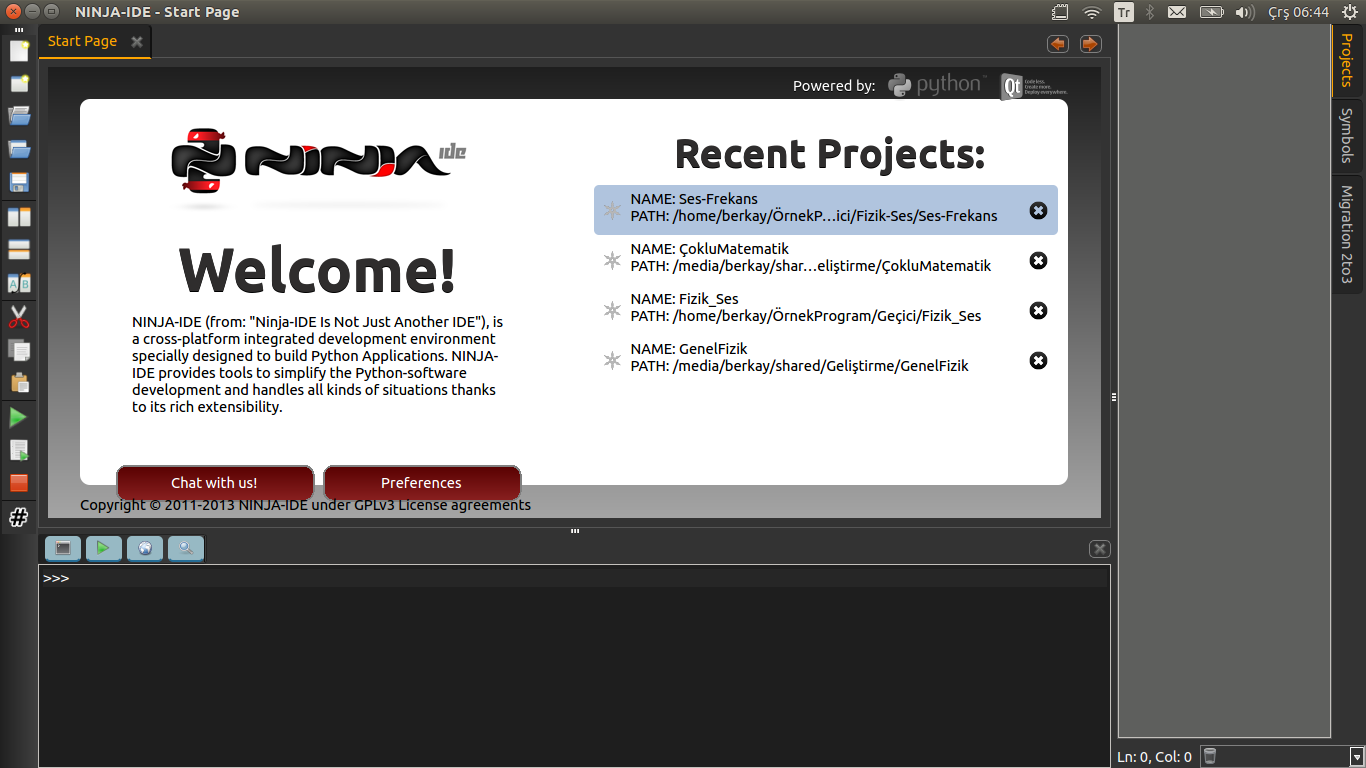 NINJA-IDE - Start Page
Tr
Çrş 06:44
Start Page
Powered by:
python
Qt
Code less.
Create more.
Deploy everywhere.
NINJA ide
Welcome!
NINJA-IDE (from: "Ninja-IDE Is Not Just Another IDE"), is
a cross-platform integrated development environment
specially designed to build Python Applications. NINJA-
IDE provides tools to simplify the Python-software
development and handles all kinds of situations thanks
to its rich extensibility.
Chat with us!
Preferences
Copyright © 2011-2013 NINJA-IDE under GPLv3 License agreements
Recent Projects:
NAME: Ses-Frekans
PATH: /home/berkay/ÖrnekP...ici/Fizik-Ses/Ses-Frekans
NAME: ÇokluMatematik
PATH: /media/berkay/shar...eliştirme/ÇokluMatematik
NAME: Fizik_Ses
PATH: /home/berkay/ÖrnekProgram/Geçici/Fizik_Ses
NAME: GenelFizik
PATH: /media/berkay/shared/Geliştirme/GenelFizik
Projects
Symbols
Migration 2to3
>>>
Ln: 0, Col: 0